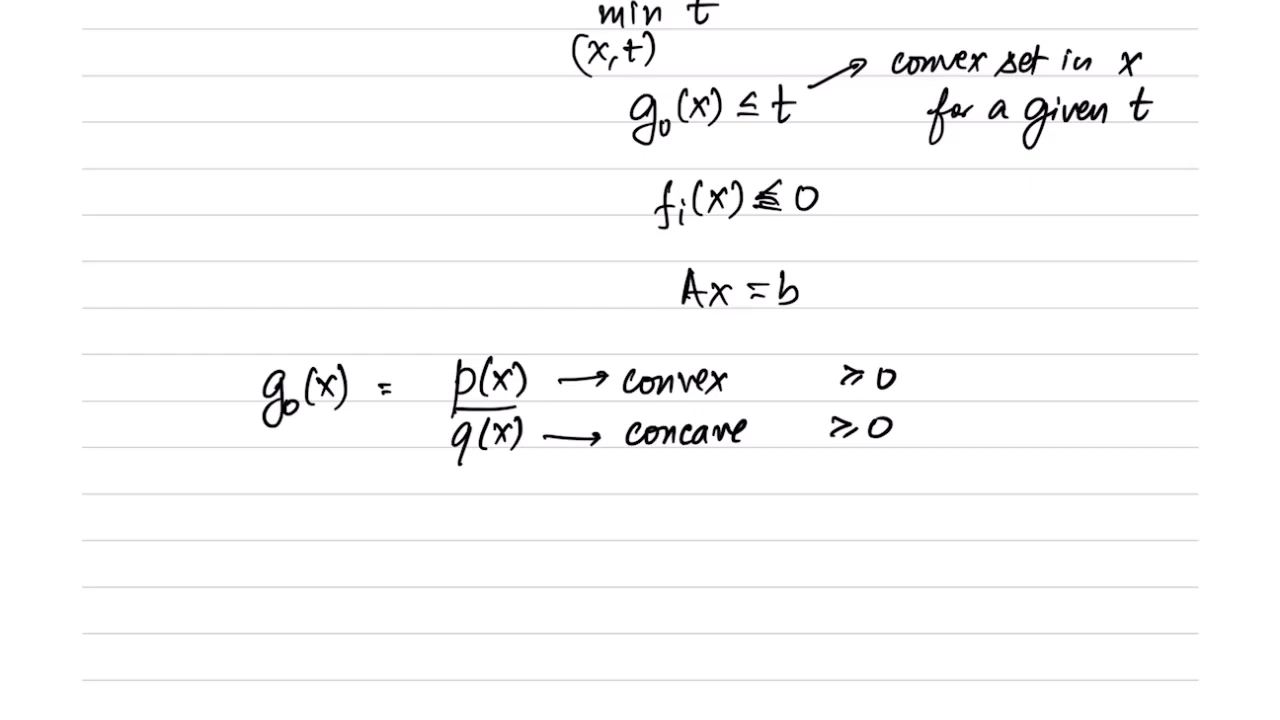 min t
(x,t)
g₀(x) ≤ t → convex set in x
for a given t
fᵢ(x) ≤ 0
Ax = b
g₀(x) = p(x) → convex ≥ 0
q(x) → concave ≥ 0